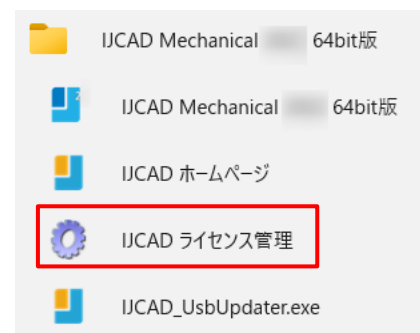 IJCAD Mechanical 64bit版
IJCAD Mechanical 64bit版
IJCAD ホームページ
IJCAD ライセンス管理
IJCAD_UsbUpdater.exe